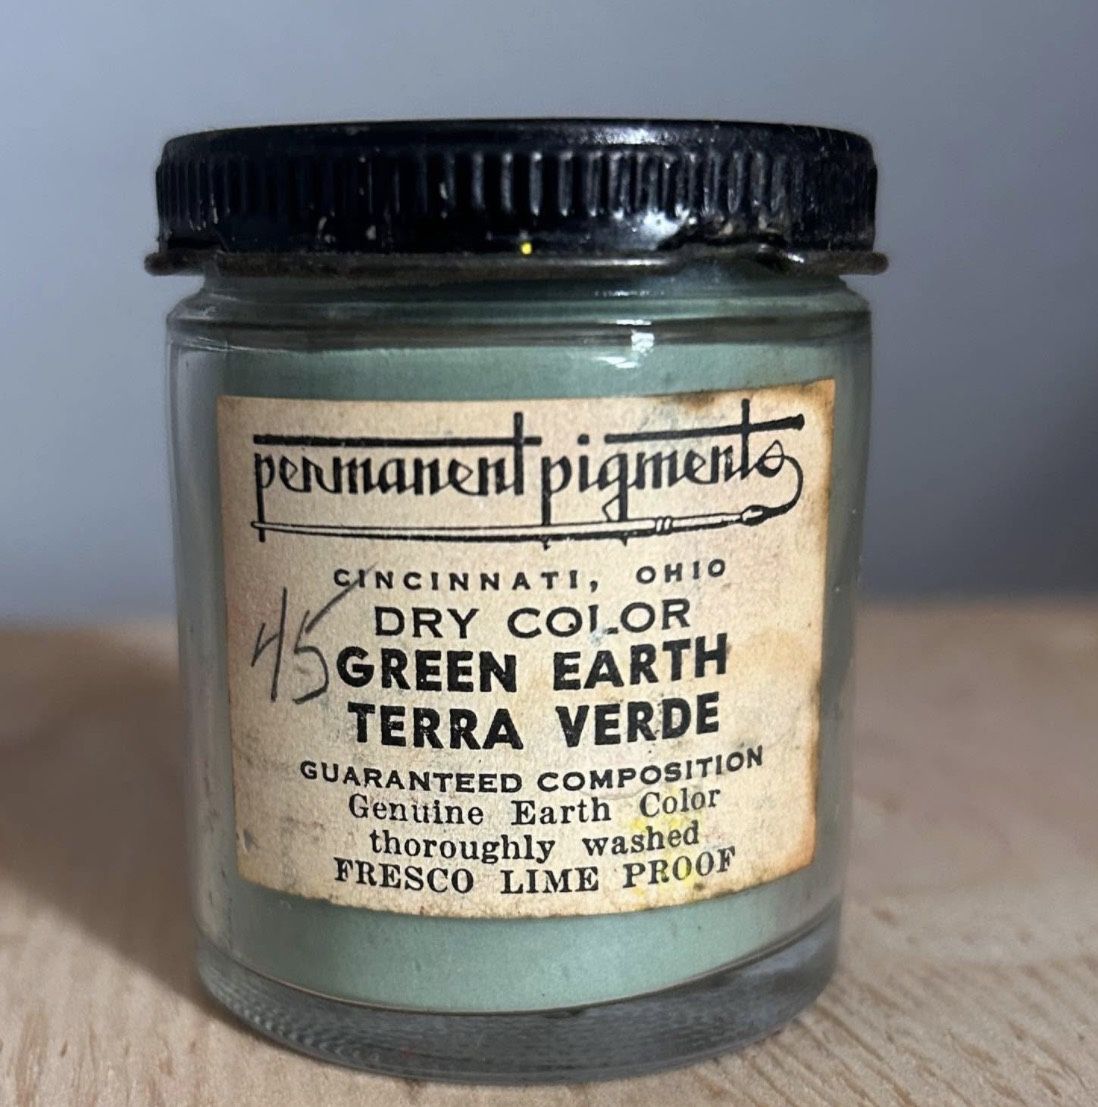 permanent pigments
CINCINNATI, OHIO
DRY COLOR
45 GREEN EARTH
TERRA VERDE
GUARANTEED COMPOSITION
Genuine Earth Color
thoroughly washed
FRESCO LIME PROOF